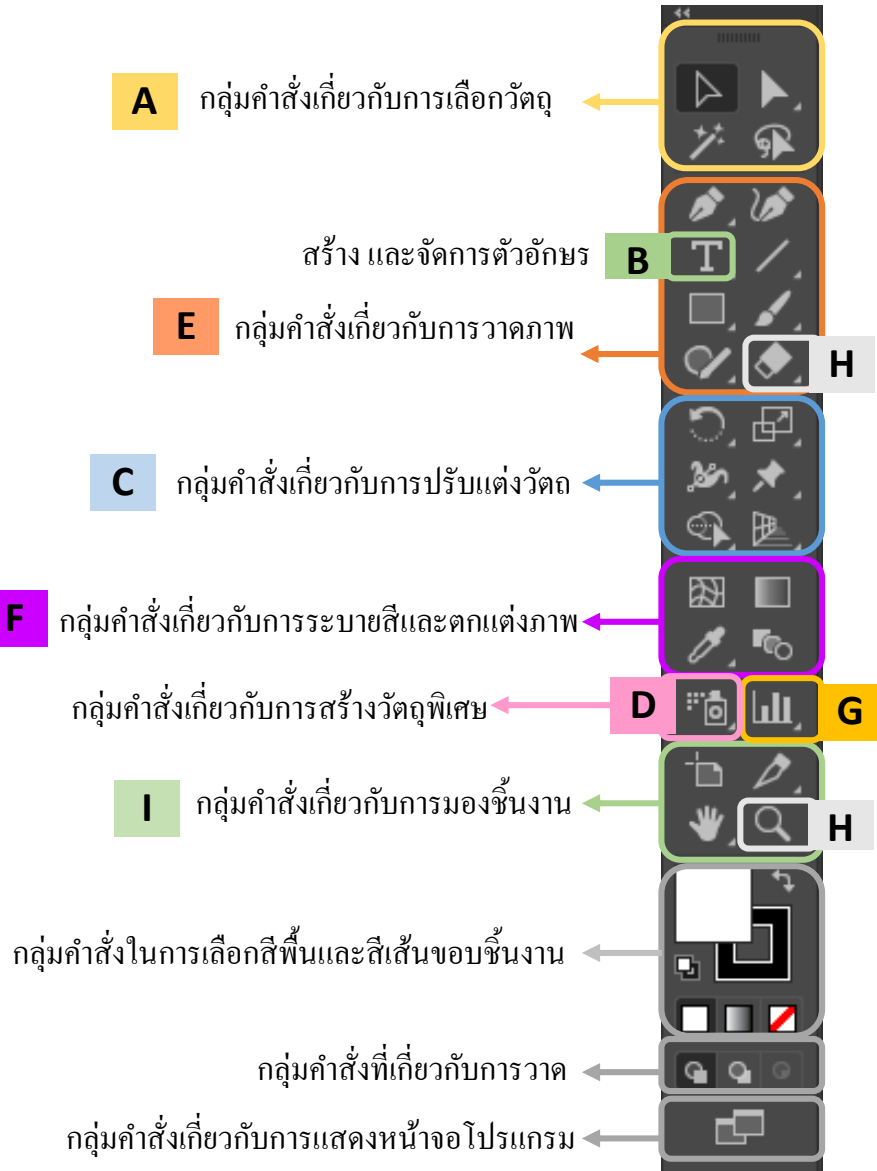 A กลุ่มคำสั่งเกี่ยวกับการเลือกวัตถุ
สร้าง และจัดการตัวอักษร B T
E กลุ่มคำสั่งเกี่ยวกับการวาดภาพ
H
C กลุ่มคำสั่งเกี่ยวกับการปรับแต่งวัตถ
F กลุ่มคำสั่งเกี่ยวกับการระบายสีและตกแต่งภาพ
กลุ่มคำสั่งเกี่ยวกับการสร้างวัตถุพิเศษ D G
I กลุ่มคำสั่งเกี่ยวกับการมองชิ้นงาน
H
กลุ่มคำสั่งในการเลือกสีพื้นและสีเส้นขอบชิ้นงาน
กลุ่มคำสั่งที่เกี่ยวกับการวาด
กลุ่มคำสั่งเกี่ยวกับการแสดงหน้าจอโปรแกรม